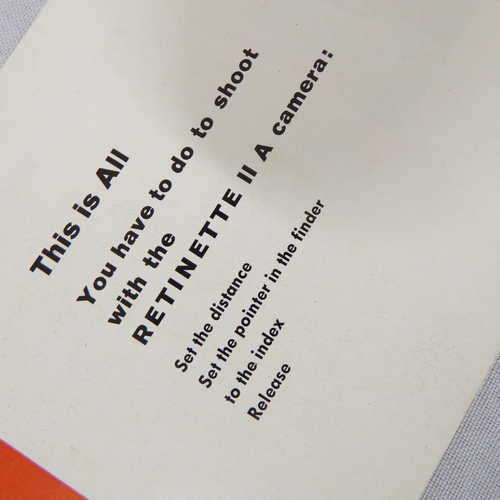 This is All
You have to do to shoot
with the
RETINETTE II A camera:
Set the distance
Set the pointer in the finder
to the index
Release